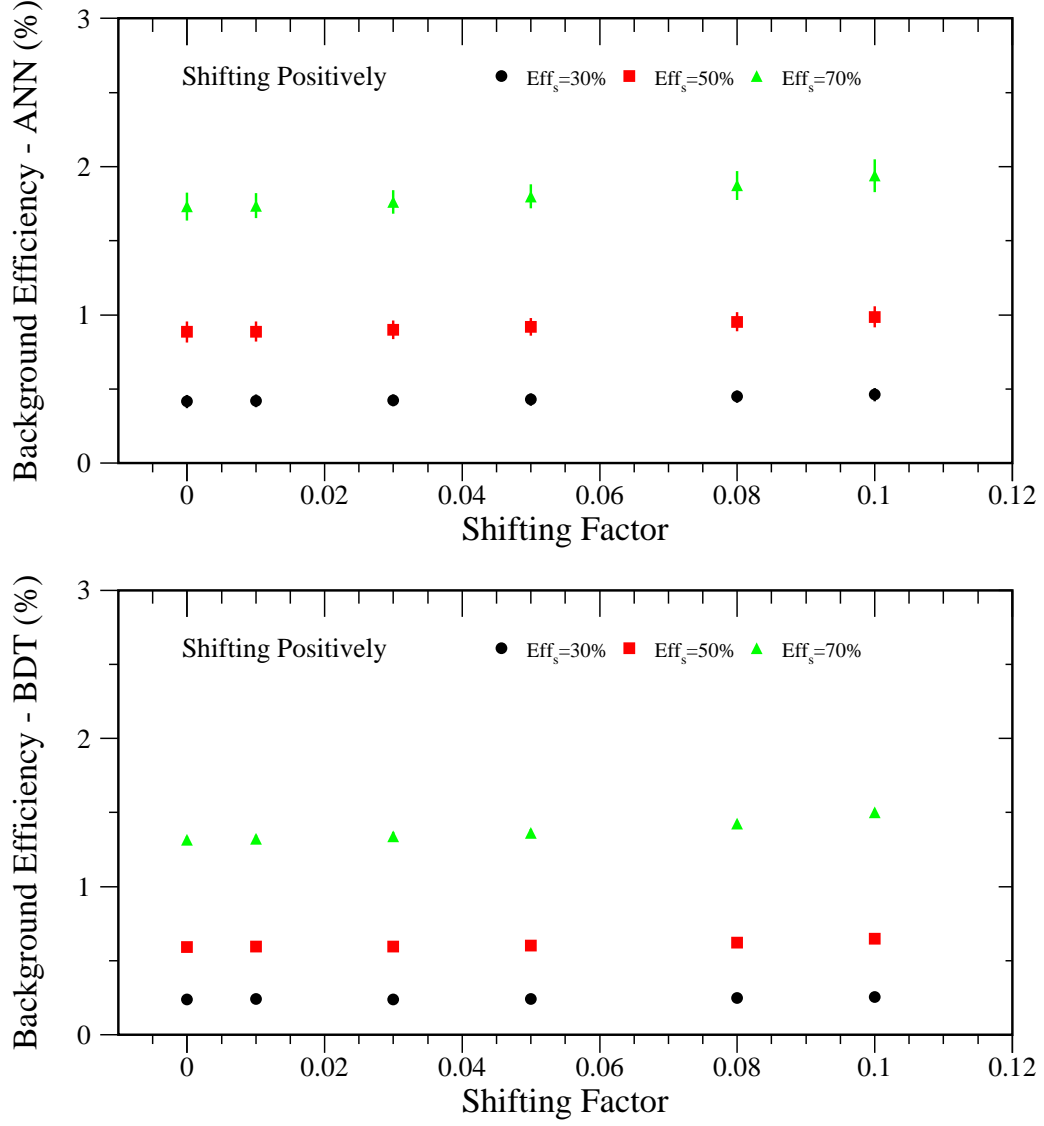 Background Efficiency - ANN (%)
3
2
1
0
Shifting Positively
Effₛ=30% Effₛ=50% Effₛ=70%
0 0.02 0.04 0.06 0.08 0.1 0.12
Shifting Factor
Background Efficiency - BDT (%)
3
2
1
0
Shifting Positively
Effₛ=30% Effₛ=50% Effₛ=70%
0 0.02 0.04 0.06 0.08 0.1 0.12
Shifting Factor